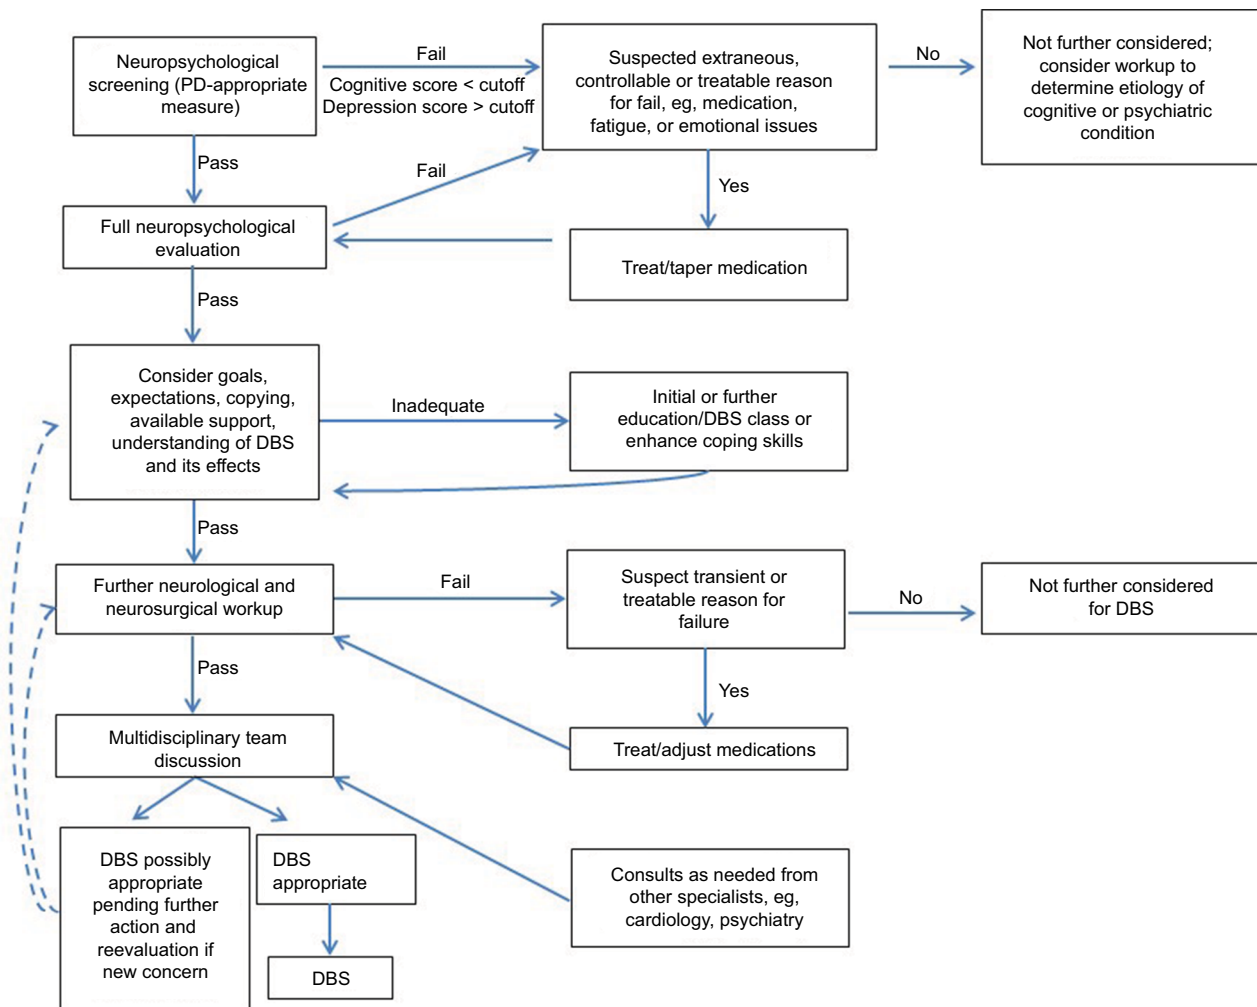 Neuropsychological
screening (PD-appropriate
measure)
Fail
Cognitive score < cutoff
Depression score > cutoff
Suspected extraneous,
controllable or treatable reason
for fail, eg, medication,
fatigue, or emotional issues
No
Not further considered;
consider workup to
determine etiology of
cognitive or psychiatric
condition
Pass
Fail
Yes
Full neuropsychological
evaluation
Treat/taper medication
Pass
Consider goals,
expectations, copying,
available support,
understanding of DBS
and its effects
Inadequate
Initial or further
education/DBS class or
enhance coping skills
Pass
Further neurological and
neurosurgical workup
Fail
Suspect transient or
treatable reason for
failure
No
Not further considered
for DBS
Pass
Yes
Multidisciplinary team
discussion
Treat/adjust medications
DBS possibly
appropriate
pending further
action and
reevaluation if
new concern
DBS
appropriate
DBS
Consults as needed from
other specialists, eg,
cardiology, psychiatry